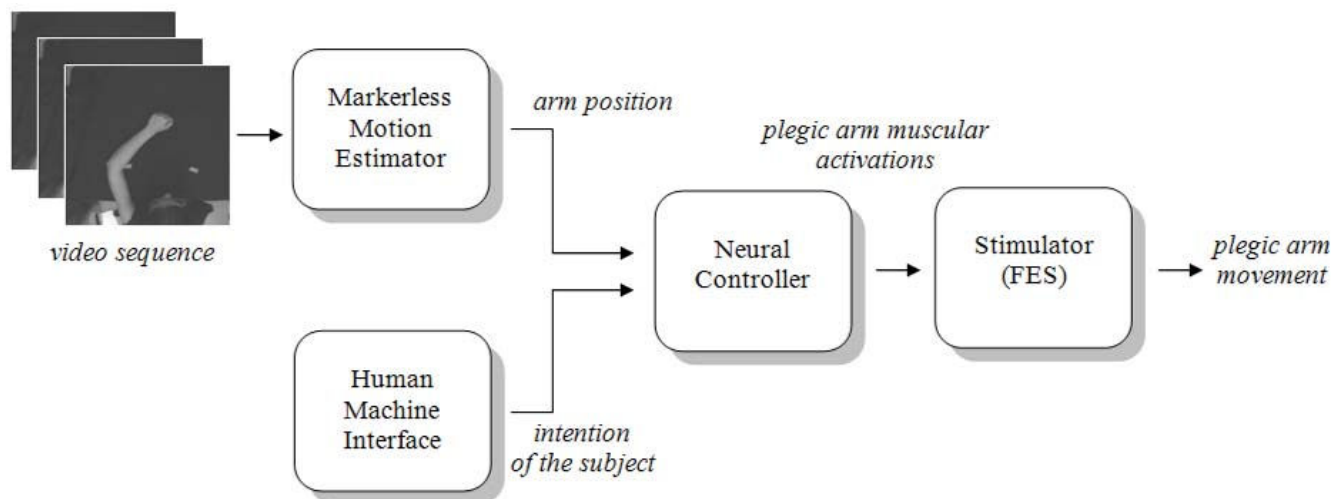 video sequence
Markerless
Motion
Estimator
arm position
Human
Machine
Interface
intention
of the subject
Neural
Controller
plegic arm muscular
activations
Stimulator
(FES)
plegic arm
movement